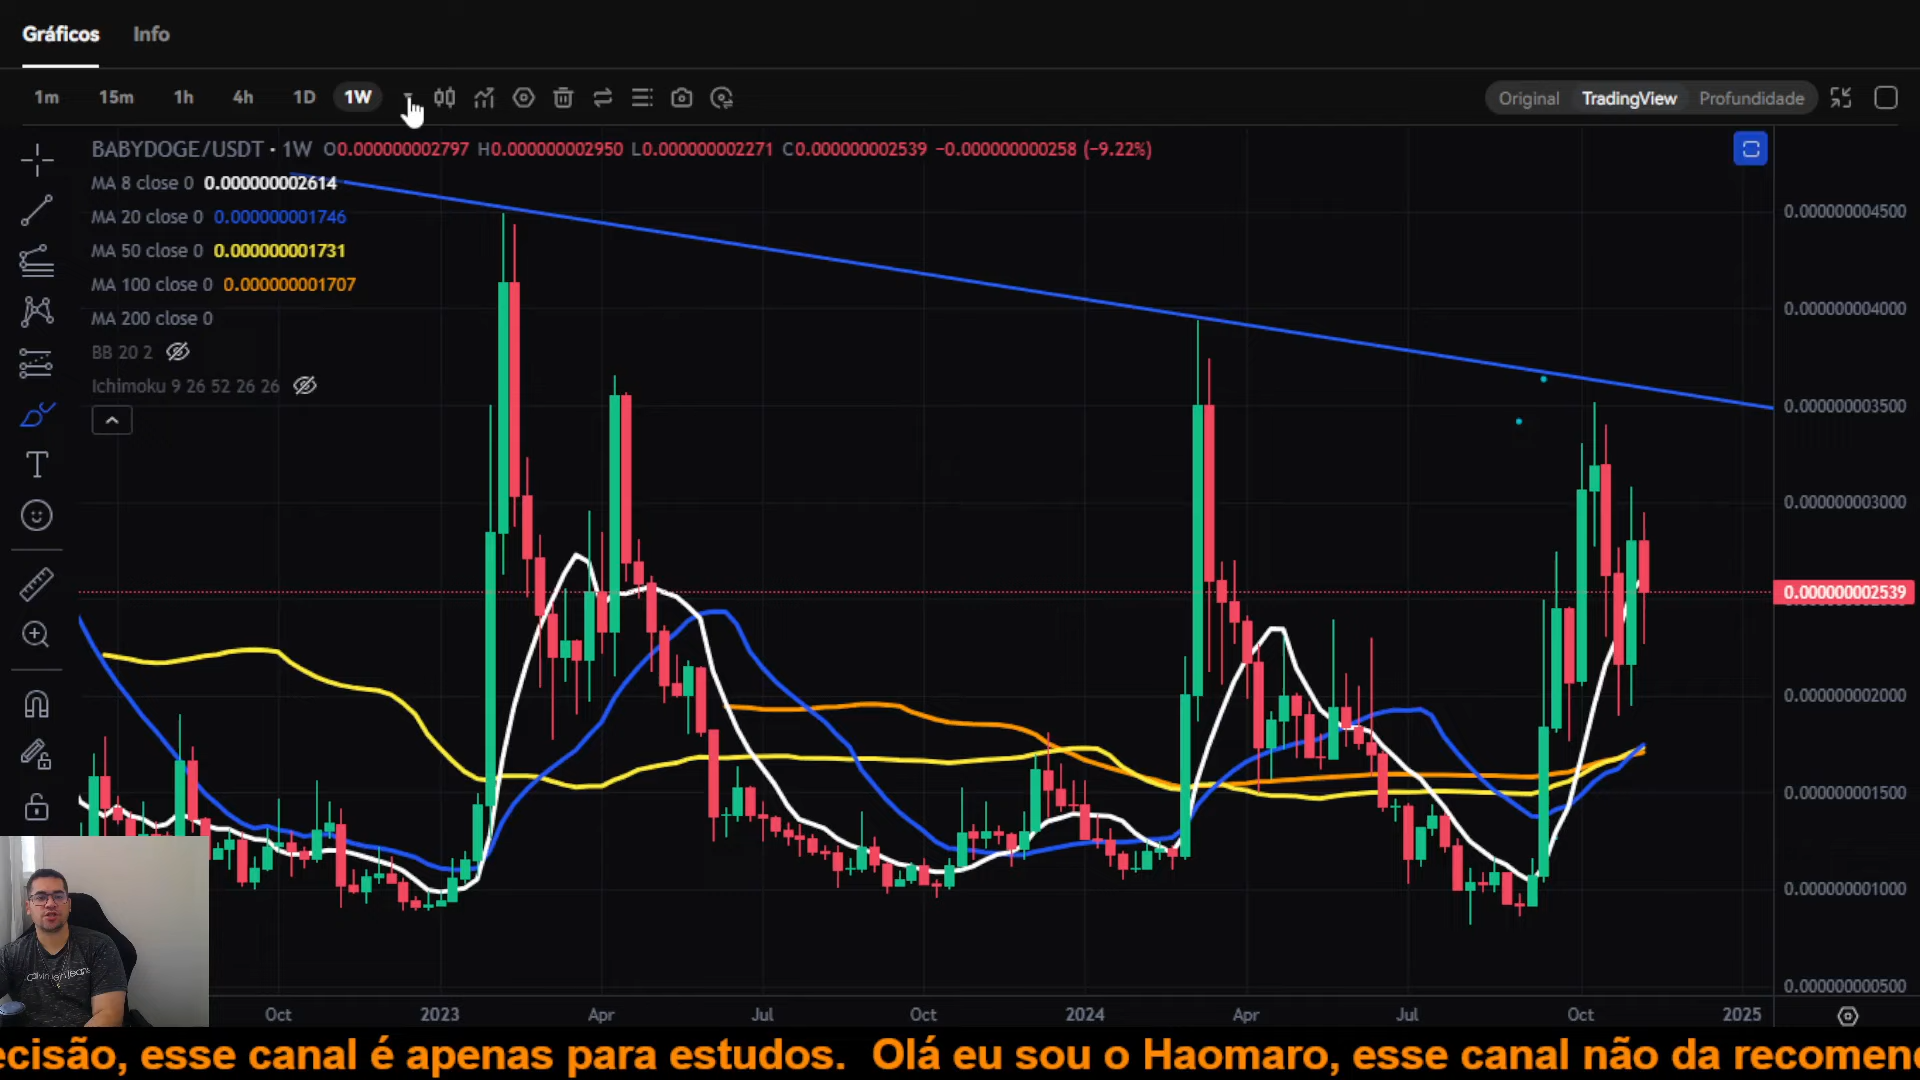 Gráficos Info
1m 15m 1h 4h 1D 1W Original TradingView Profundidade
BABYDOGE/USDT · 1W O0.000000002797 H0.000000002950 L0.000000002271 C0.000000002539 −0.000000000258 (−9.22%)
MA 8 close 0 0.000000002614
MA 20 close 0 0.000000001746
MA 50 close 0 0.000000001731
MA 100 close 0 0.000000001707
MA 200 close 0
BB 20 2
Ichimoku 9 26 52 26 26
0.000000004500
0.000000004000
0.000000003500
0.000000003000
0.000000002539
0.000000002000
0.000000001500
0.000000001000
0.000000000500
Oct 2023 Apr Jul Oct 2024 Apr Jul Oct 2025
ecisão, esse canal é apenas para estudos. Olá eu sou o Haomaro, esse canal não da recomen